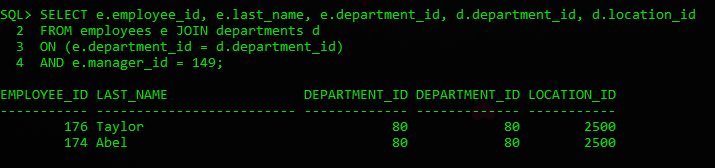 SQL> SELECT e.employee_id, e.last_name, e.department_id, d.department_id, d.location_id
  2  FROM employees e JOIN departments d
  3  ON (e.department_id = d.department_id)
  4  AND e.manager_id = 149;
EMPLOYEE_ID LAST_NAME                 DEPARTMENT_ID DEPARTMENT_ID LOCATION_ID
----------- ------------------------- ------------- ------------- -----------
        176 Taylor                               80            80        2500
        174 Abel                                 80            80        2500